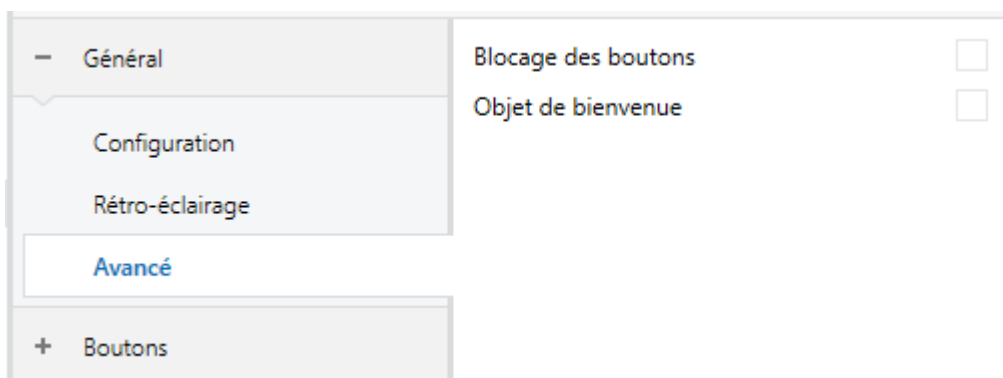 Général
Configuration
Rétro-éclairage
Avancé
Boutons
Blocage des boutons
Objet de bienvenue